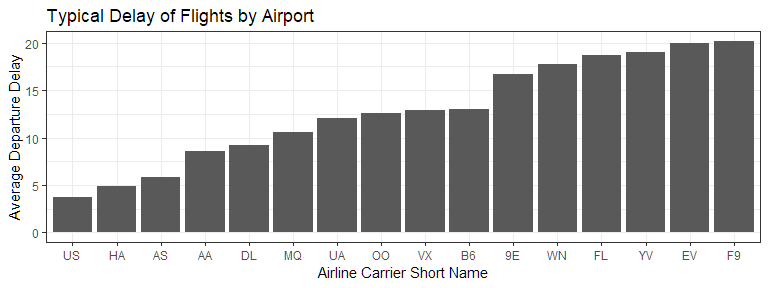 Typical Delay of Flights by Airport
Average Departure Delay
20
15
10
5
0
US HA AS AA DL MQ UA OO VX B6 9E WN FL YV EV F9
Airline Carrier Short Name